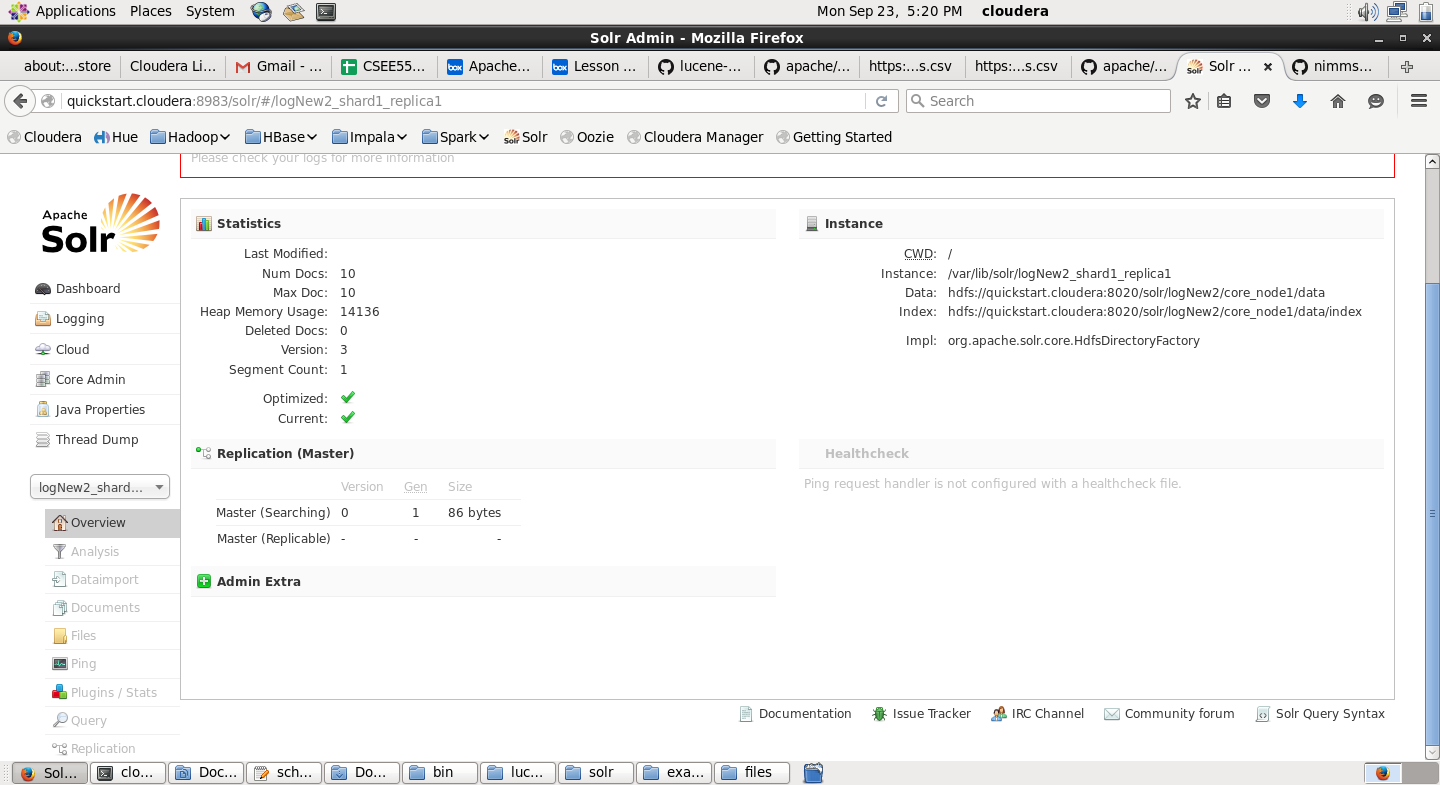 Applications Places System Mon Sep 23, 5:20 PM cloudera
Solr Admin - Mozilla Firefox
about:...store Cloudera Li... Gmail - ... CSEE55... Apache... Lesson ... lucene-... apache/... https:...s.csv https:...s.csv apache/... Solr ... nimms...
quickstart.cloudera:8983/solr/#/logNew2_shard1_replica1 Search
Cloudera Hue Hadoop HBase Impala Spark Solr Oozie Cloudera Manager Getting Started
Please check your logs for more information
Apache
Solr
Dashboard
Logging
Cloud
Core Admin
Java Properties
Thread Dump
logNew2_shard...
Overview
Analysis
Dataimport
Documents
Files
Ping
Plugins / Stats
Query
Replication
Statistics
Last Modified:
Num Docs: 10
Max Doc: 10
Heap Memory Usage: 14136
Deleted Docs: 0
Version: 3
Segment Count: 1
Optimized:
Current:
Instance
CWD: /
Instance: /var/lib/solr/logNew2_shard1_replica1
Data: hdfs://quickstart.cloudera:8020/solr/logNew2/core_node1/data
Index: hdfs://quickstart.cloudera:8020/solr/logNew2/core_node1/data/index
Impl: org.apache.solr.core.HdfsDirectoryFactory
Replication (Master)
Version Gen Size
Master (Searching) 0 1 86 bytes
Master (Replicable) - - -
Healthcheck
Ping request handler is not configured with a healthcheck file.
Admin Extra
Documentation Issue Tracker IRC Channel Community forum Solr Query Syntax
Sol... clo... Doc... sch... Do... bin luc... solr exa... files